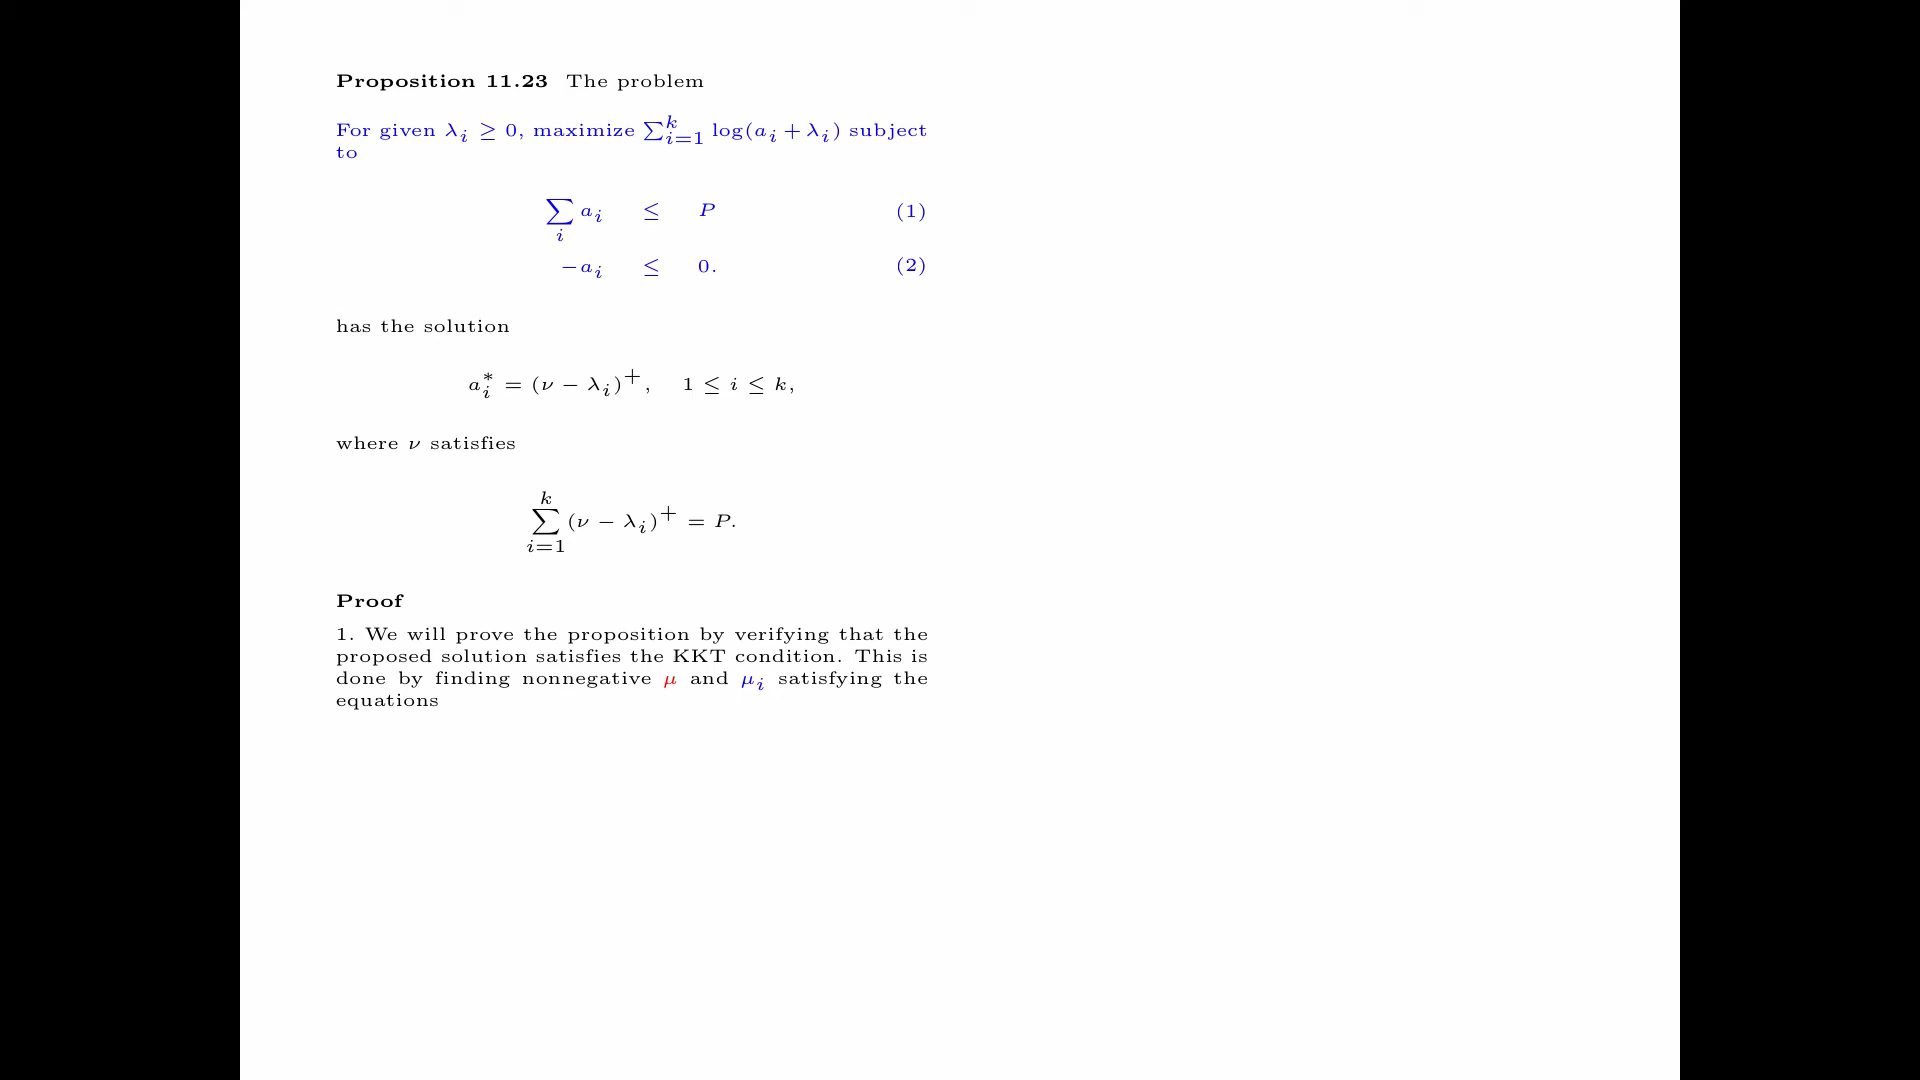 Proposition 11.23 The problem
For given λ_i ≥ 0, maximize ∑_{i=1}^{k} log(a_i + λ_i) subject
to
∑_i a_i ≤ P (1)
−a_i ≤ 0. (2)
has the solution
a_i^* = (ν − λ_i)^+, 1 ≤ i ≤ k,
where ν satisfies
∑_{i=1}^{k} (ν − λ_i)^+ = P.
Proof
1. We will prove the proposition by verifying that the
proposed solution satisfies the KKT condition. This is
done by finding nonnegative μ and μ_i satisfying the
equations